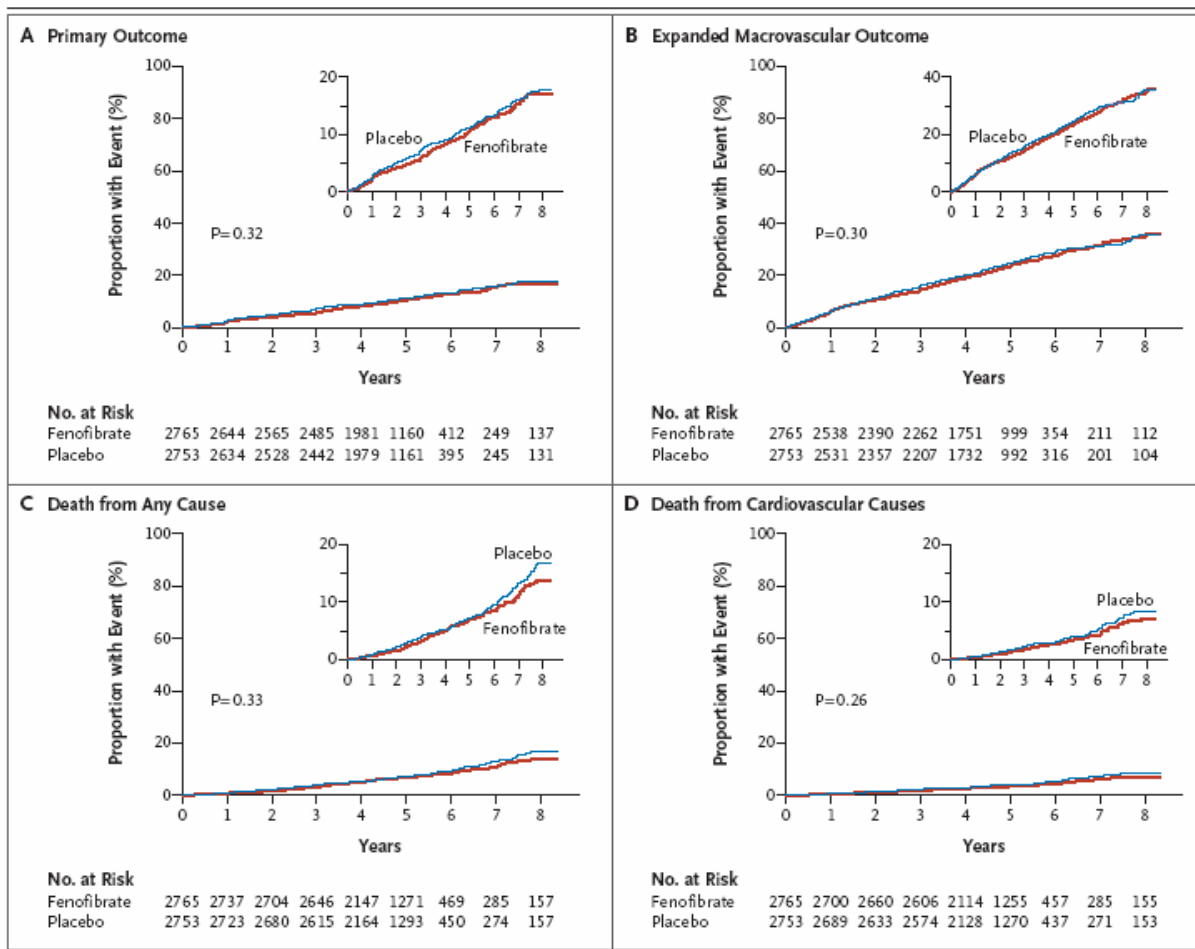 A Primary Outcome
Proportion with Event (%)
100
80
60
40
20
0
0 1 2 3 4 5 6 7 8
Years
P=0.32
20
10
0
0 1 2 3 4 5 6 7 8
Placebo
Fenofibrate
No. at Risk
Fenofibrate 2765 2644 2565 2485 1981 1160 412 249 137
Placebo 2753 2634 2528 2442 1979 1161 395 245 131
B Expanded Macrovascular Outcome
Proportion with Event (%)
100
80
60
40
20
0
0 1 2 3 4 5 6 7 8
Years
P=0.30
40
20
0
0 1 2 3 4 5 6 7 8
Placebo
Fenofibrate
No. at Risk
Fenofibrate 2765 2538 2390 2262 1751 999 354 211 112
Placebo 2753 2531 2357 2207 1732 992 316 201 104
C Death from Any Cause
Proportion with Event (%)
100
80
60
40
20
0
0 1 2 3 4 5 6 7 8
Years
P=0.33
20
10
0
0 1 2 3 4 5 6 7 8
Placebo
Fenofibrate
No. at Risk
Fenofibrate 2765 2737 2704 2646 2147 1271 469 285 157
Placebo 2753 2723 2680 2615 2164 1293 450 274 157
D Death from Cardiovascular Causes
Proportion with Event (%)
100
80
60
40
20
0
0 1 2 3 4 5 6 7 8
Years
P=0.26
20
10
0
0 1 2 3 4 5 6 7 8
Placebo
Fenofibrate
No. at Risk
Fenofibrate 2765 2700 2660 2606 2114 1255 457 285 155
Placebo 2753 2689 2633 2574 2128 1270 437 271 153